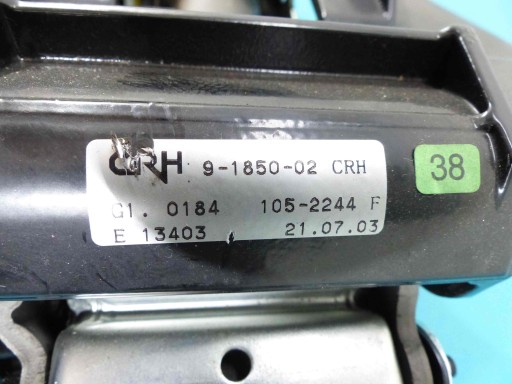 CRH 9-1850-02 CRH
38
G1. 0184 105-2244 F
E 13403 21.07.03